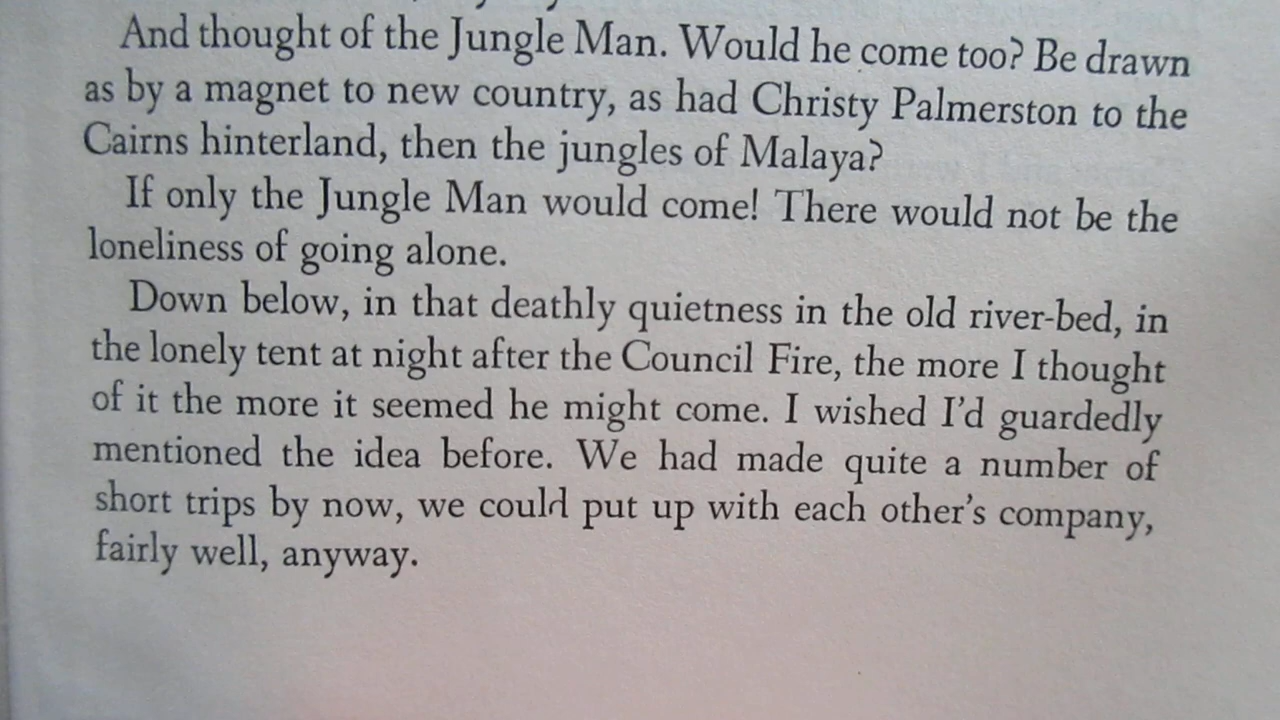 And thought of the Jungle Man. Would he come too? Be drawn
as by a magnet to new country, as had Christy Palmerston to the
Cairns hinterland, then the jungles of Malaya?
If only the Jungle Man would come! There would not be the
loneliness of going alone.
Down below, in that deathly quietness in the old river-bed, in
the lonely tent at night after the Council Fire, the more I thought
of it the more it seemed he might come. I wished I'd guardedly
mentioned the idea before. We had made quite a number of
short trips by now, we could put up with each other's company,
fairly well, anyway.